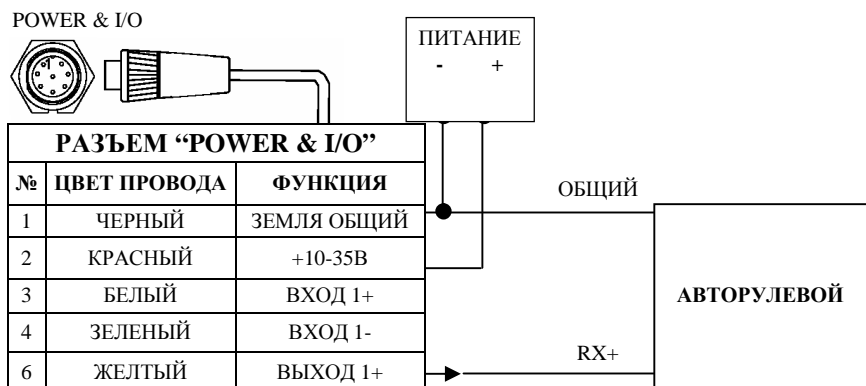 POWER & I/O
ПИТАНИЕ
- +
РАЗЪЕМ “POWER & I/O”
№ ЦВЕТ ПРОВОДА ФУНКЦИЯ
1 ЧЕРНЫЙ ЗЕМЛЯ ОБЩИЙ
2 КРАСНЫЙ +10-35В
3 БЕЛЫЙ ВХОД 1+
4 ЗЕЛЕНЫЙ ВХОД 1-
6 ЖЕЛТЫЙ ВЫХОД 1+
ОБЩИЙ
АВТОРУЛЕВОЙ
RX+